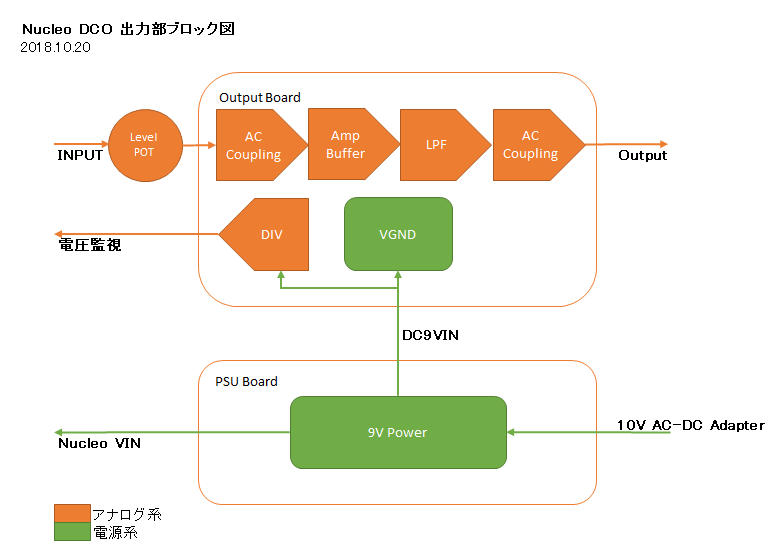 Nucleo DCO 出力部ブロック図
2018.10.20
Output Board
INPUT
Level
POT
AC
Coupling
Amp
Buffer
LPF
AC
Coupling
Output
電圧監視
DIV
VGND
DC9VIN
PSU Board
9V Power
Nucleo VIN
10V AC-DC Adapter
アナログ系
電源系